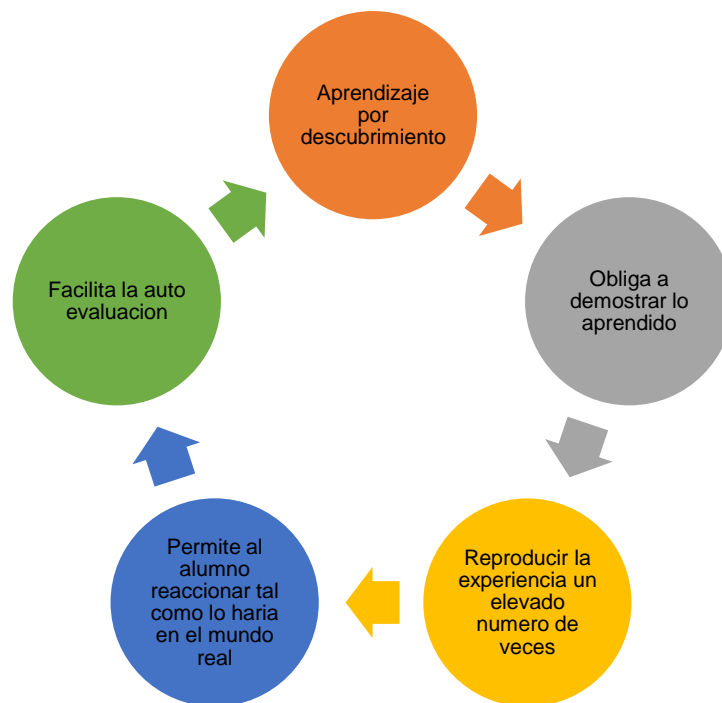 Aprendizaje
por
descubrimiento
Obliga a
demostrar lo
aprendido
Reproducir la
experiencia un
elevado
numero de
veces
Permite al
alumno
reaccionar tal
como lo haria
en el mundo
real
Facilita la auto
evaluacion